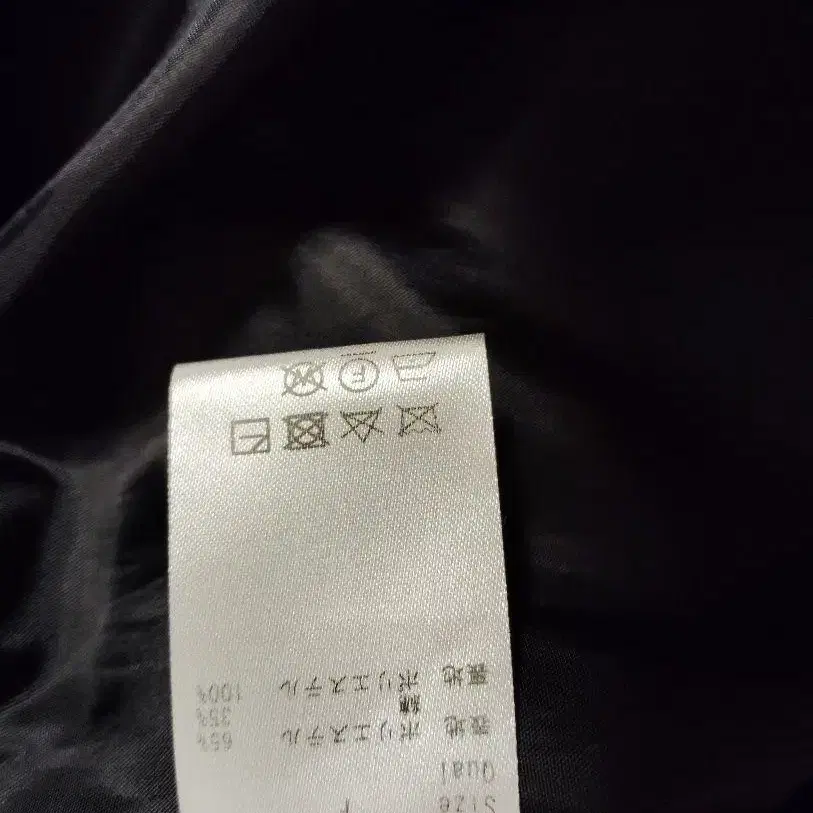 Size F
Qual
表地 ポリエステル 65%
綿 35%
裏地 ポリエステル 100%
F W